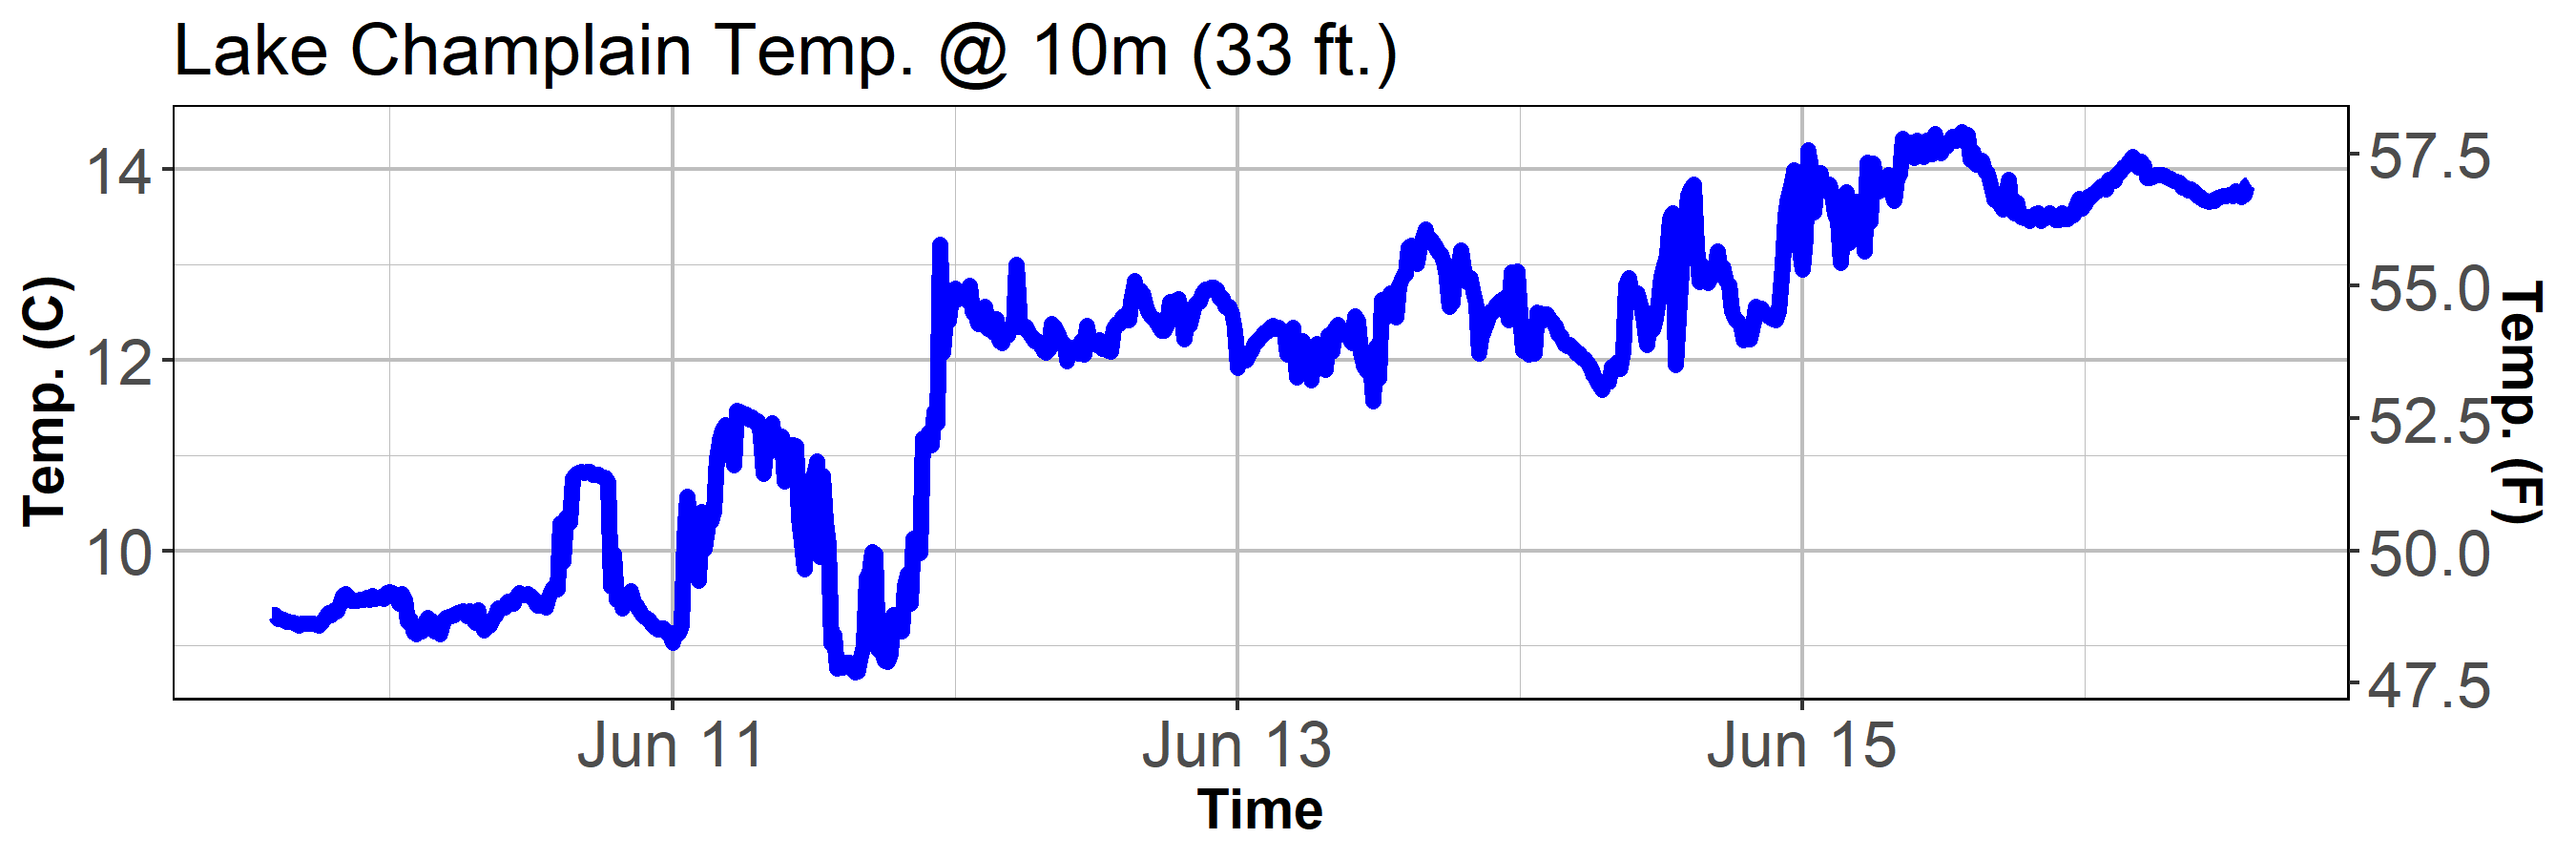 Lake Champlain Temp. @ 10m (33 ft.)
Temp. (C)
14
12
10
57.5
55.0
52.5
50.0
47.5
Temp. (F)
Jun 11
Jun 13
Jun 15
Time